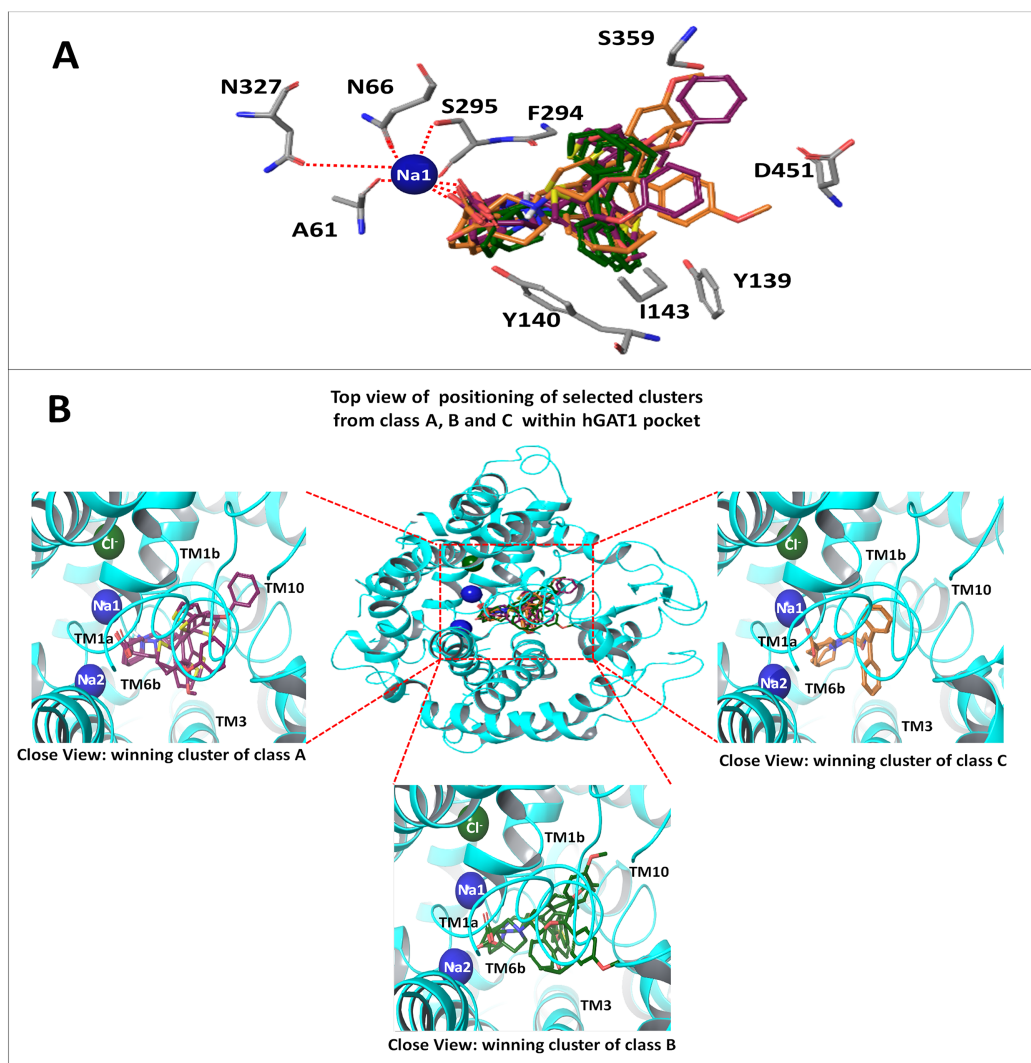 A
S359
N327
N66
S295
F294
Na1
D451
A61
Y139
I143
Y140
B
Top view of positioning of selected clusters
from class A, B and C within hGAT1 pocket
Cl-
TM1b
TM10
Na1
TM1a
TM6b
Na2
TM3
Close View: winning cluster of class A
Cl-
TM1b
TM10
Na1
TM1a
TM6b
Na2
TM3
Close View: winning cluster of class C
Cl-
TM1b
TM10
Na1
TM1a
TM6b
Na2
TM3
Close View: winning cluster of class B